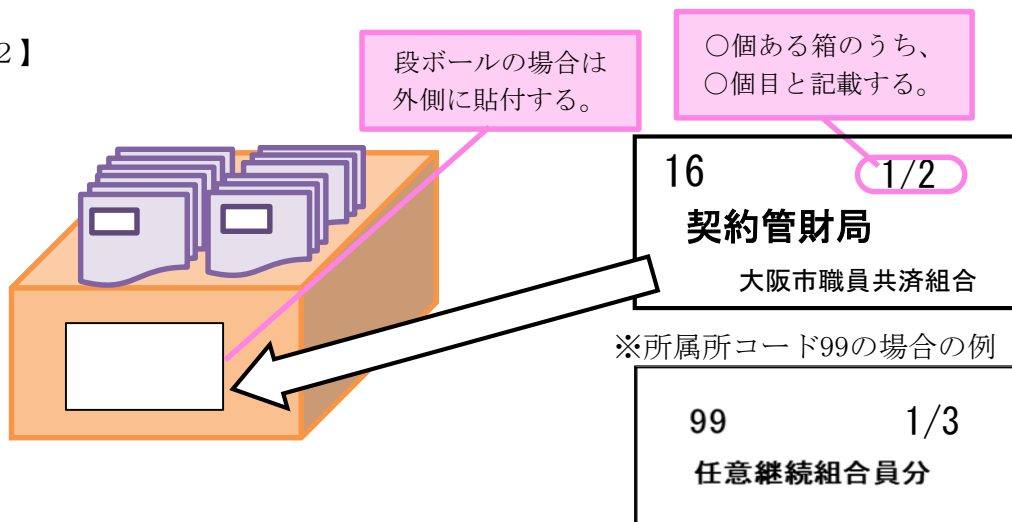 ２】
段ボールの場合は
外側に貼付する。
○個ある箱のうち、
○個目と記載する。
16 1/2
契約管財局
大阪市職員共済組合
※所属所コード99の場合の例
99 1/3
任意継続組合員分